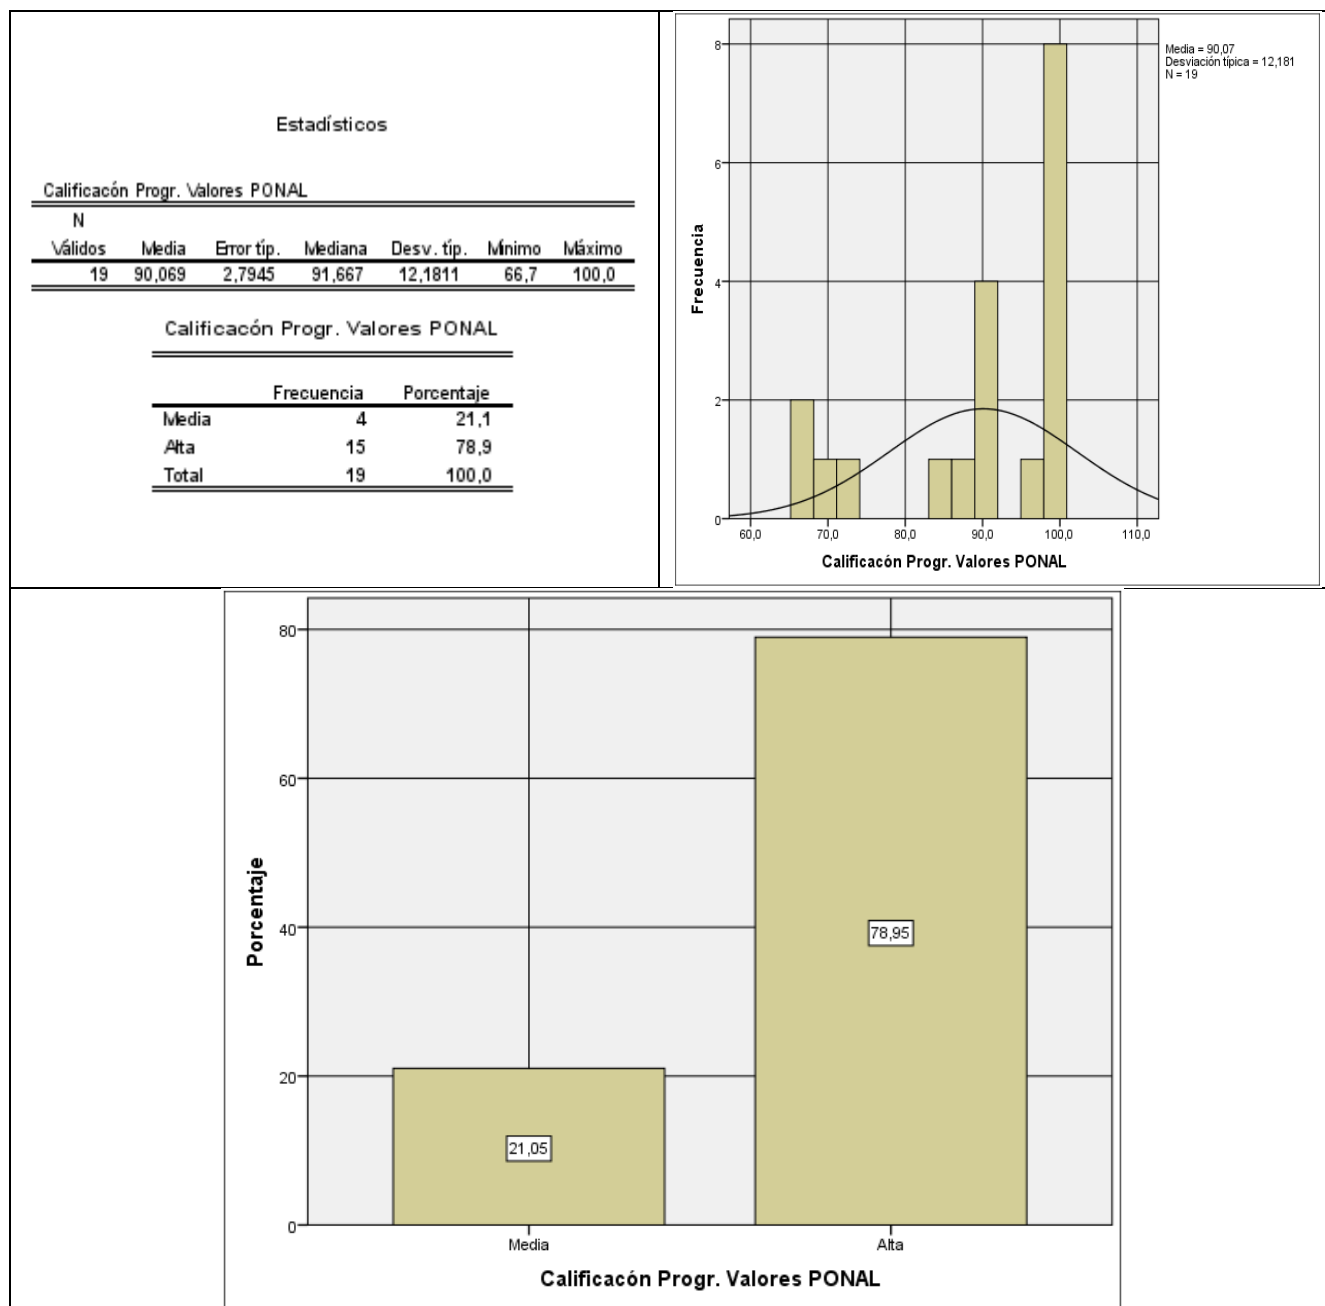 Estadísticos
Calificacón Progr. Valores PONAL
N
Válidos Media Error típ. Mediana Desv. típ. Mínimo Máximo
19 90,069 2,7945 91,667 12,1811 66,7 100,0
Calificacón Progr. Valores PONAL
Frecuencia Porcentaje
Media 4 21,1
Alta 15 78,9
Total 19 100,0
Media = 90,07
Desviación típica = 12,181
N = 19
Frecuencia
8
6
4
2
0
60,0 70,0 80,0 90,0 100,0 110,0
Calificacón Progr. Valores PONAL
Porcentaje
80
60
40
20
0
78,95
21,05
Media Alta
Calificacón Progr. Valores PONAL